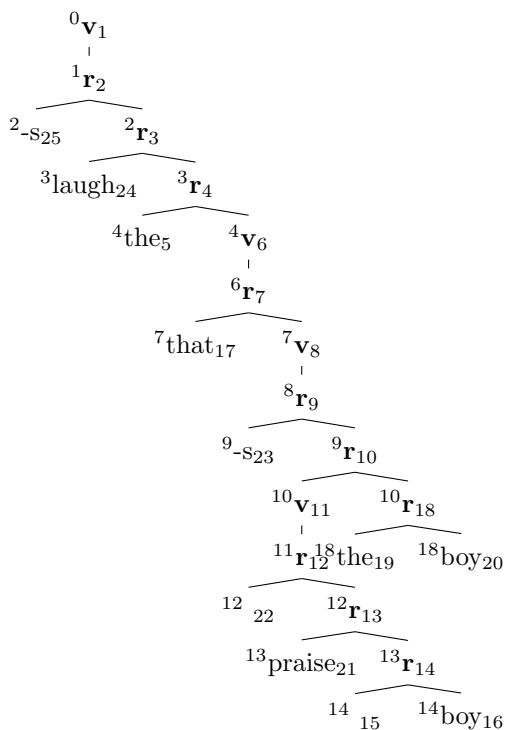 ⁰v₁
¹r₂
²-s₂₅ ²r₃
³laugh₂₄ ³r₄
⁴the₅ ⁴v₆
⁶r₇
⁷that₁₇ ⁷v₈
⁸r₉
⁹-s₂₃ ⁹r₁₀
¹⁰v₁₁ ¹⁰r₁₈
¹¹r₁₂ ¹⁸the₁₉ ¹⁸boy₂₀
¹² ₂₂ ¹²r₁₃
¹³praise₂₁ ¹³r₁₄
¹⁴ ₁₅ ¹⁴boy₁₆